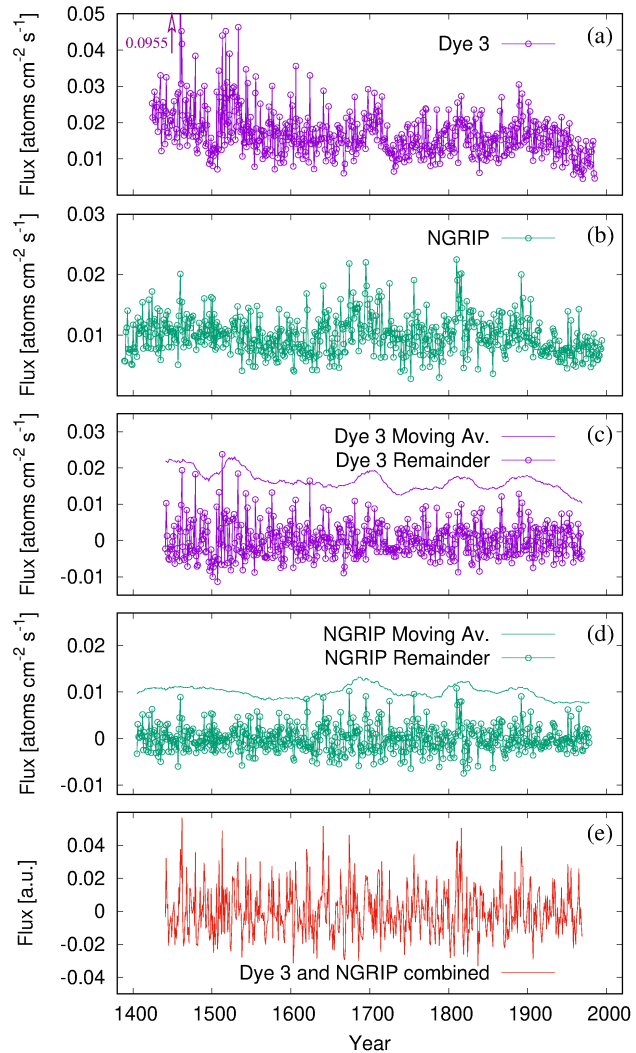 0.05
0.0955
Dye 3
(a)
0.04
0.03
0.02
0.01
Flux [atoms cm⁻² s⁻¹]
0.03
NGRIP
(b)
0.02
0.01
Flux [atoms cm⁻² s⁻¹]
0.03
Dye 3 Moving Av.
(c)
0.02
Dye 3 Remainder
0.01
0
-0.01
Flux [atoms cm⁻² s⁻¹]
NGRIP Moving Av.
(d)
0.02
NGRIP Remainder
0.01
0
-0.01
Flux [atoms cm⁻² s⁻¹]
(e)
0.04
0.02
0
-0.02
-0.04
Flux [a.u.]
Dye 3 and NGRIP combined
1400 1500 1600 1700 1800 1900 2000
Year